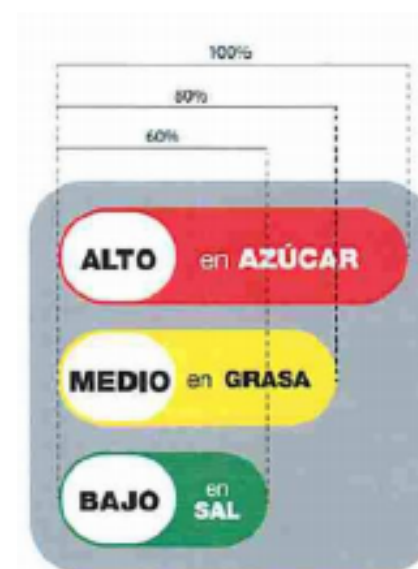 100%
80%
60%
ALTO en AZÚCAR
MEDIO en GRASA
BAJO en
SAL